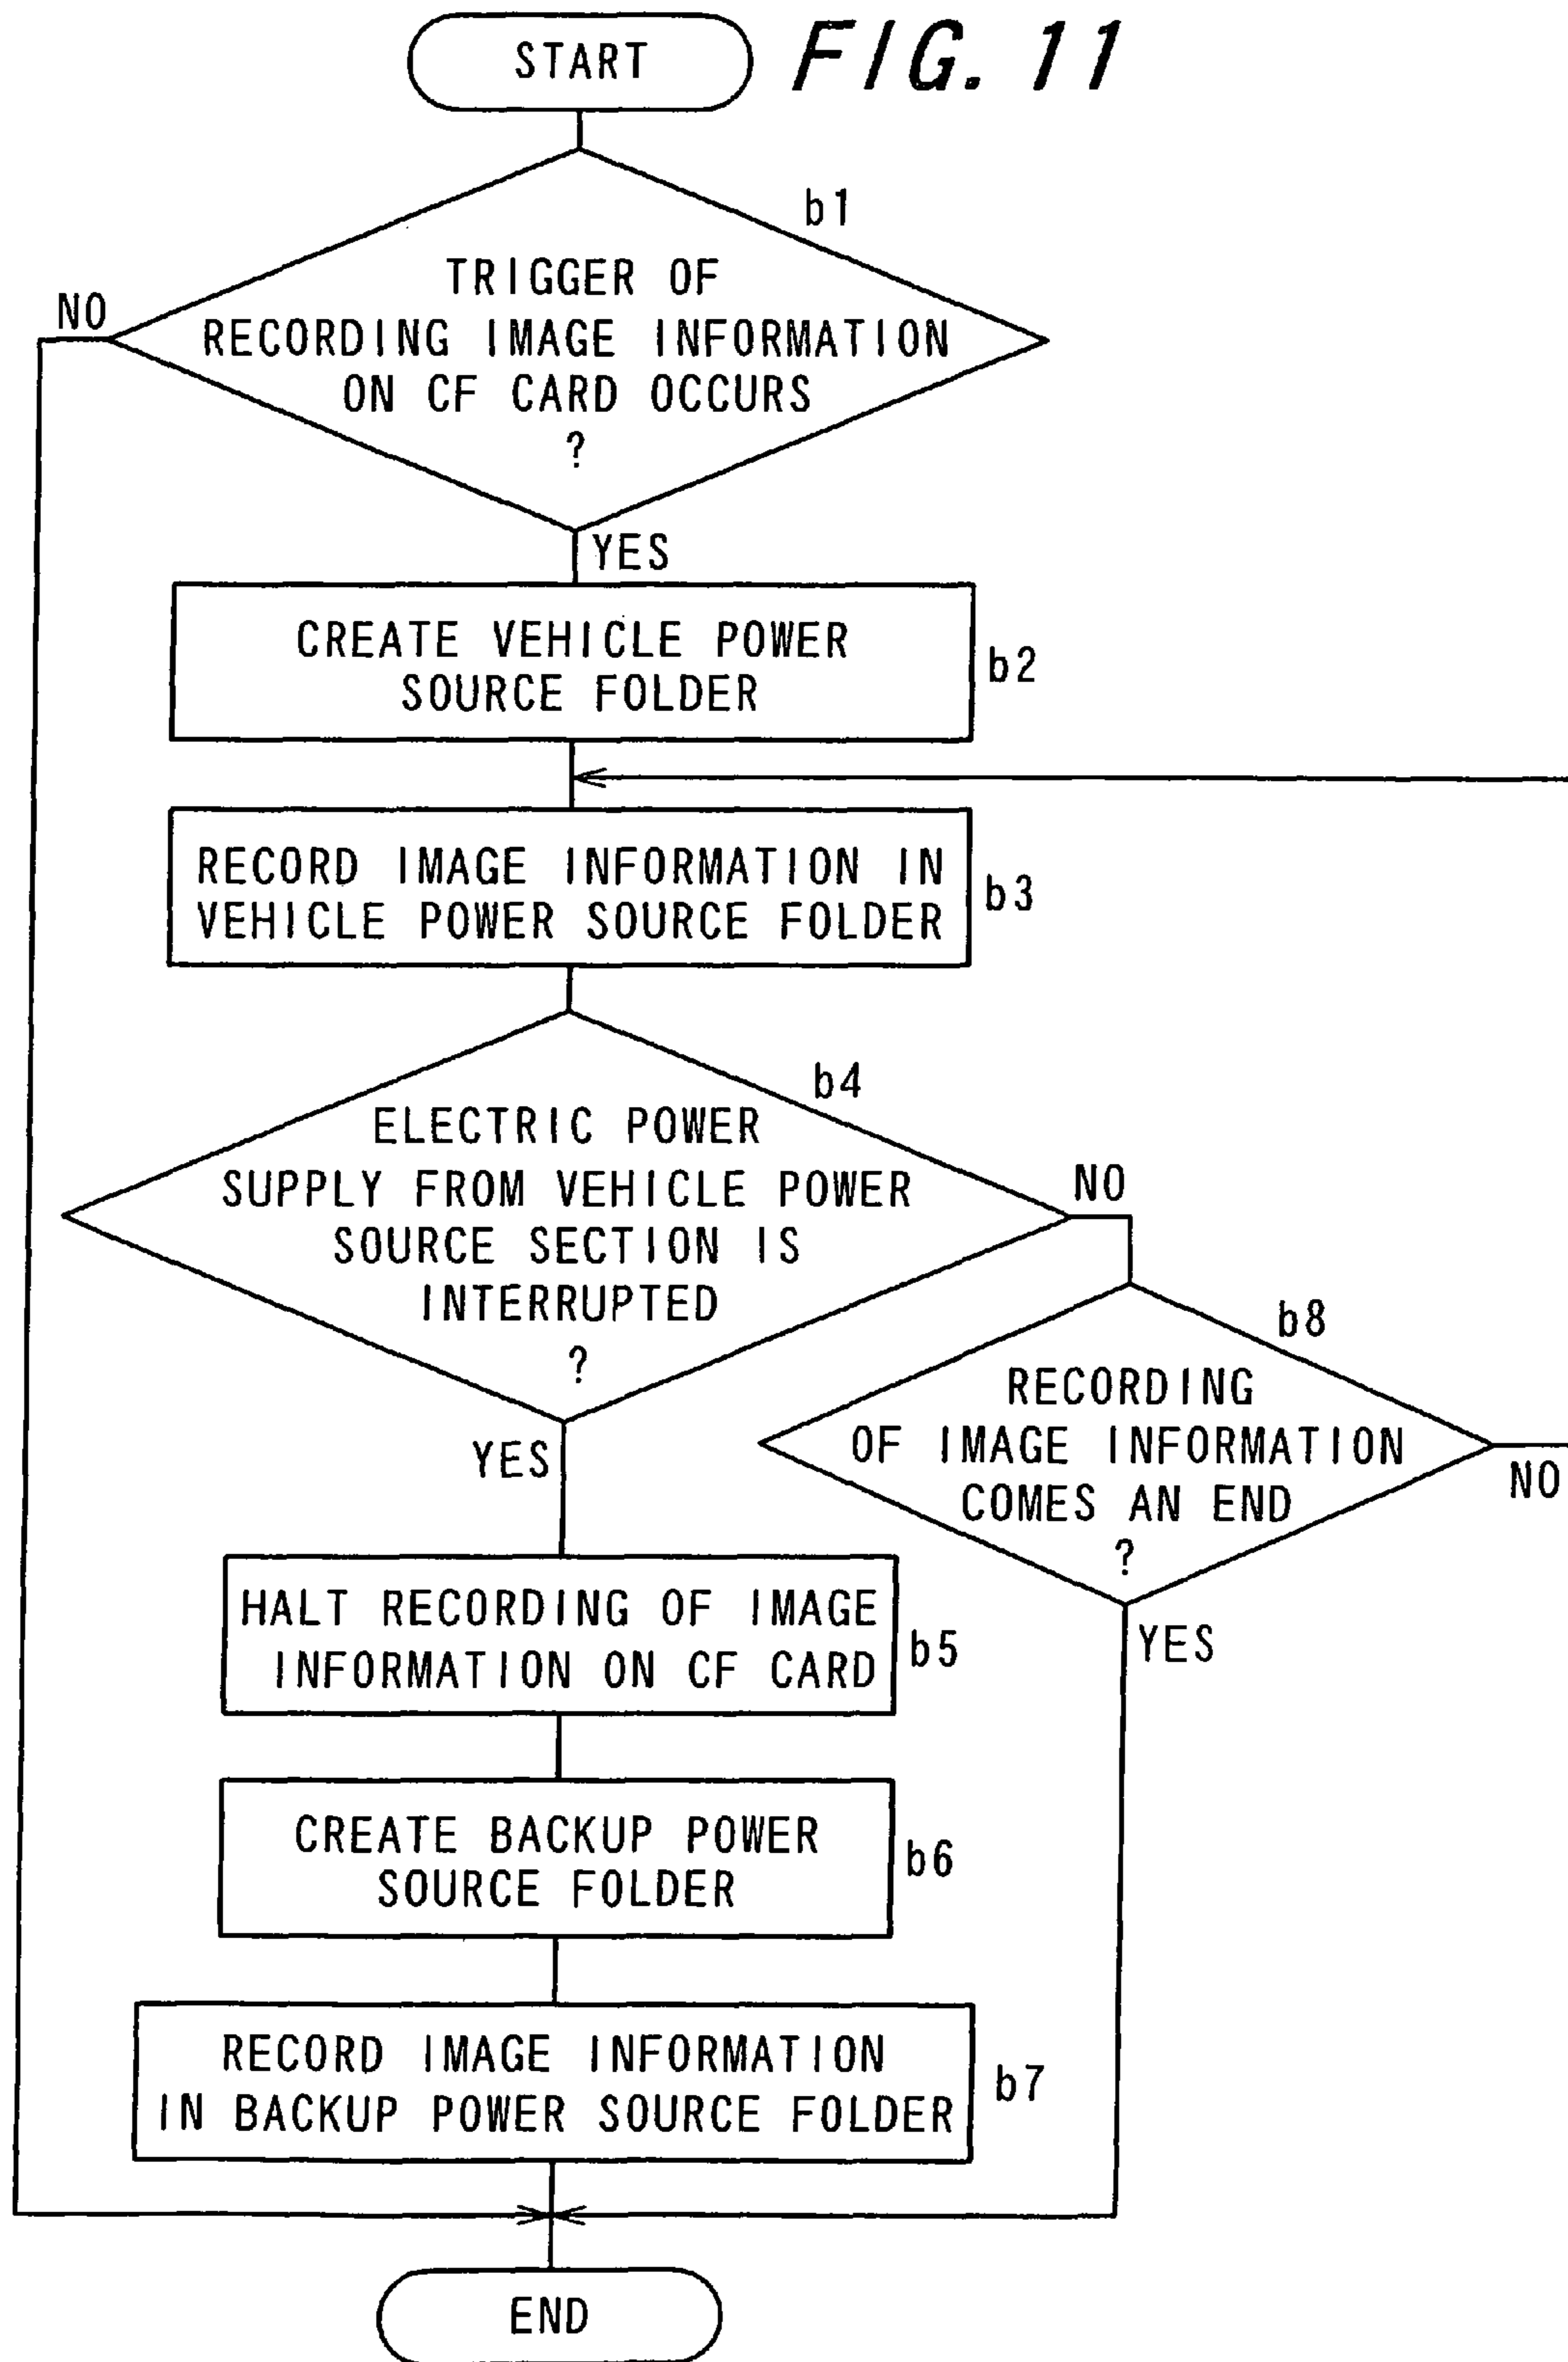 START
FIG. 11
b1
TRIGGER OF
RECORDING IMAGE INFORMATION
ON CF CARD OCCURS
?
NO
YES
CREATE VEHICLE POWER
SOURCE FOLDER
b2
RECORD IMAGE INFORMATION IN
VEHICLE POWER SOURCE FOLDER
b3
b4
ELECTRIC POWER
SUPPLY FROM VEHICLE POWER
SOURCE SECTION IS
INTERRUPTED
?
NO
YES
b8
RECORDING
OF IMAGE INFORMATION
COMES AN END
?
NO
YES
HALT RECORDING OF IMAGE
INFORMATION ON CF CARD
b5
CREATE BACKUP POWER
SOURCE FOLDER
b6
RECORD IMAGE INFORMATION
IN BACKUP POWER SOURCE FOLDER
b7
END